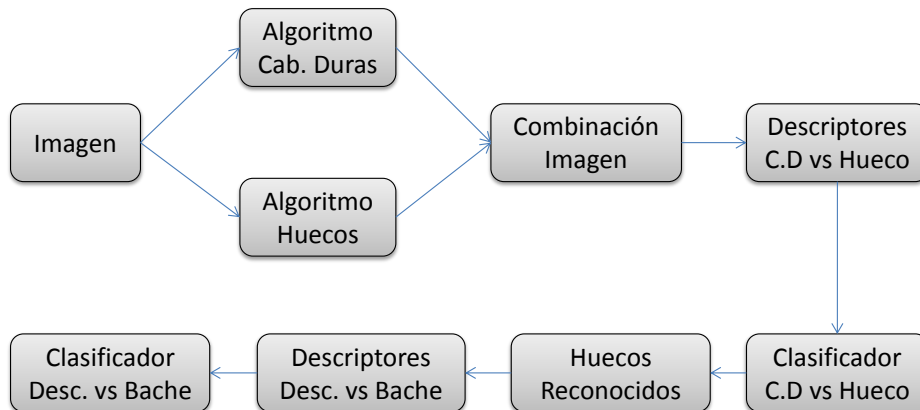 Imagen
Algoritmo
Cab. Duras
Algoritmo
Huecos
Combinación
Imagen
Descriptores
C.D vs Hueco
Clasificador
C.D vs Hueco
Huecos
Reconocidos
Descriptores
Desc. vs Bache
Clasificador
Desc. vs Bache